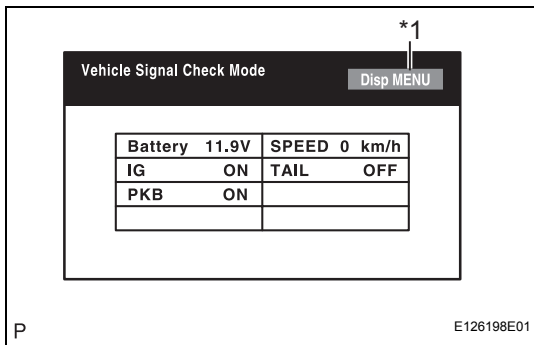 *1
Vehicle Signal Check Mode
Disp MENU
Battery 11.9V SPEED 0 km/h
IG ON TAIL OFF
PKB ON
P E126198E01